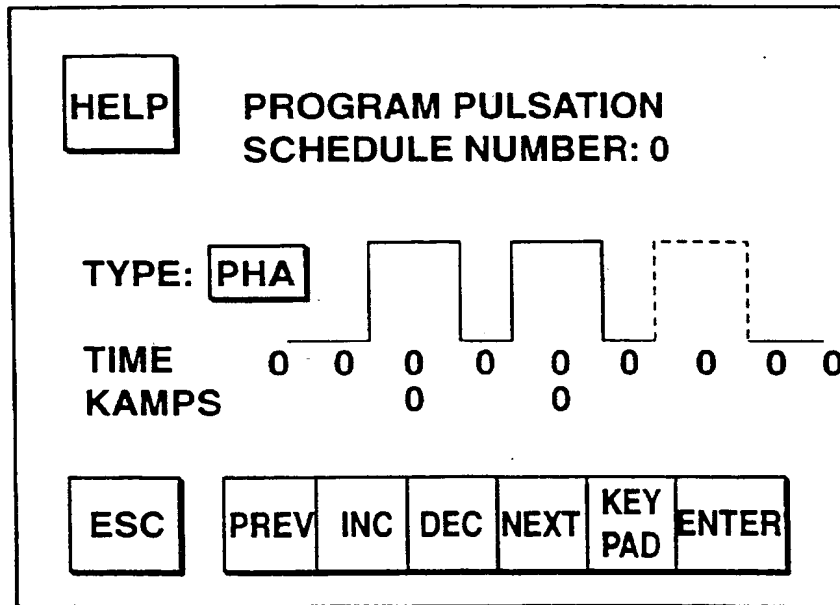 HELP
PROGRAM PULSATION
SCHEDULE NUMBER: 0
TYPE: PHA
TIME 0 0 0 0 0 0 0 0 0
KAMPS 0 0
ESC PREV INC DEC NEXT KEY PAD ENTER